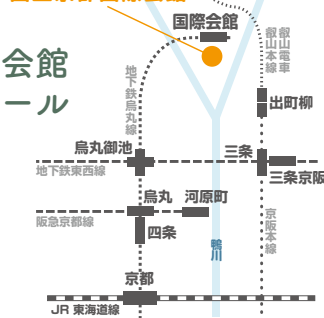 国際会館
会館
ール
叡山電車
叡山本線
地下鉄烏丸線
出町柳
烏丸御池
三条
地下鉄東西線
三条京阪
烏丸
河原町
阪急京都線
四条
京阪本線
鴨川
京都
JR 東海道線